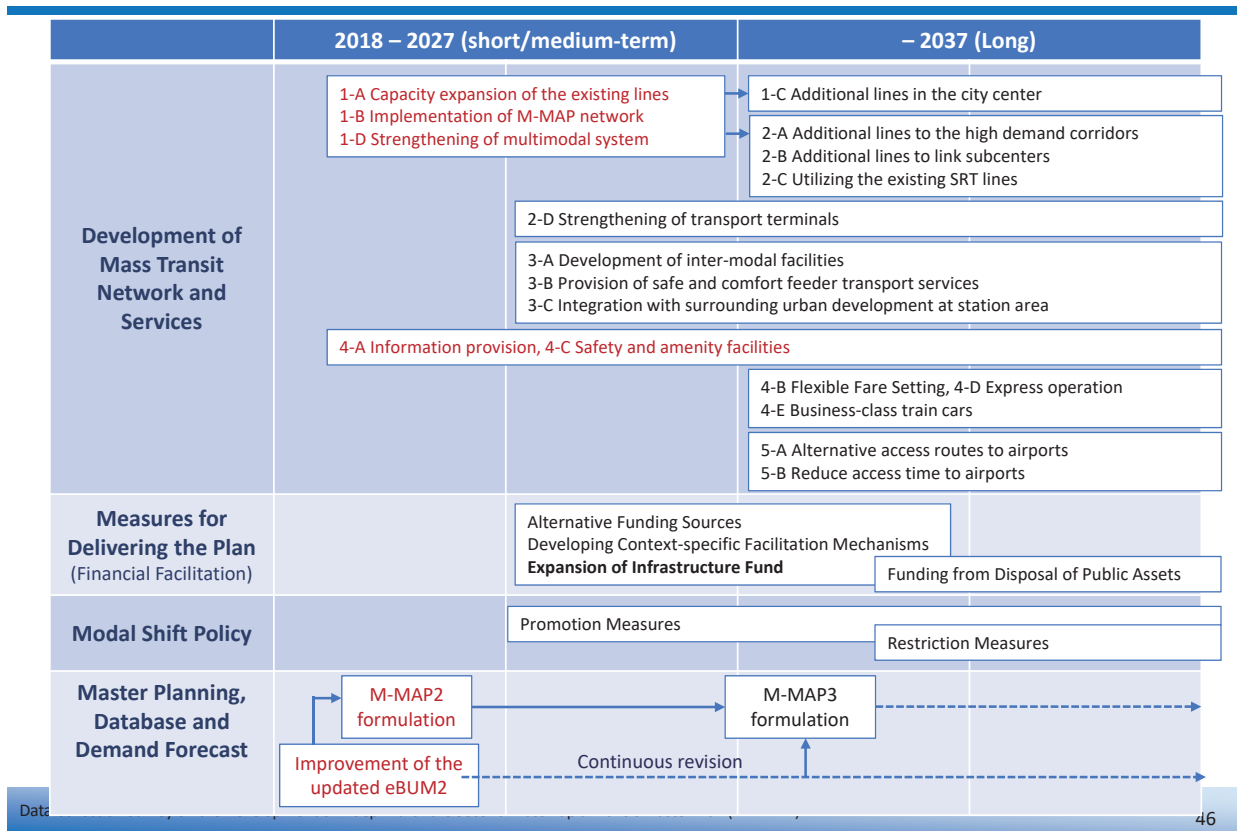 2018 – 2027 (short/medium-term)
– 2037 (Long)
Development of
Mass Transit
Network and
Services
1-A Capacity expansion of the existing lines
1-B Implementation of M-MAP network
1-D Strengthening of multimodal system
1-C Additional lines in the city center
2-A Additional lines to the high demand corridors
2-B Additional lines to link subcenters
2-C Utilizing the existing SRT lines
2-D Strengthening of transport terminals
3-A Development of inter-modal facilities
3-B Provision of safe and comfort feeder transport services
3-C Integration with surrounding urban development at station area
4-A Information provision, 4-C Safety and amenity facilities
4-B Flexible Fare Setting, 4-D Express operation
4-E Business-class train cars
5-A Alternative access routes to airports
5-B Reduce access time to airports
Measures for
Delivering the Plan
(Financial Facilitation)
Alternative Funding Sources
Developing Context-specific Facilitation Mechanisms
Expansion of Infrastructure Fund
Funding from Disposal of Public Assets
Modal Shift Policy
Promotion Measures
Restriction Measures
Master Planning,
Database and
Demand Forecast
M-MAP2
formulation
M-MAP3
formulation
Improvement of the
updated eBUM2
Continuous revision
46